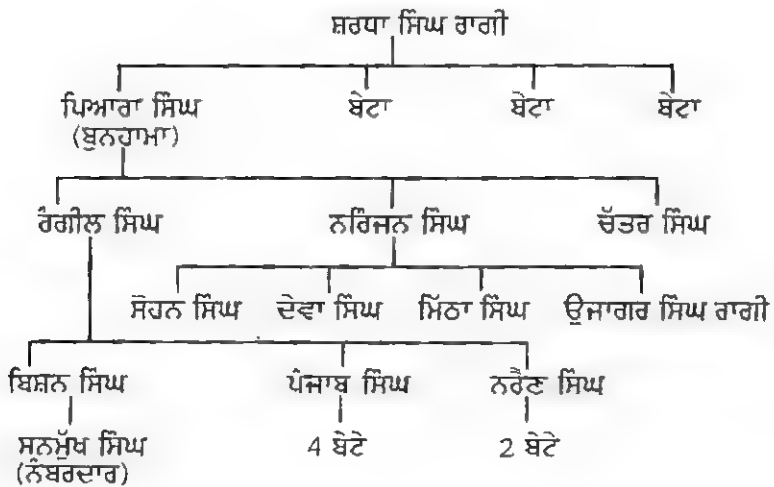 ਸ਼ਰਧਾ ਸਿੰਘ ਰਾਗੀ
ਪਿਆਰਾ ਸਿੰਘ ਬੇਟਾ ਬੇਟਾ ਬੇਟਾ
(ਬੁਨਹਾਮਾ)
ਰੰਗੀਲ ਸਿੰਘ ਨਰਿੰਜਨ ਸਿੰਘ ਚੱਤਰ ਸਿੰਘ
ਸੋਹਨ ਸਿੰਘ ਦੇਵਾ ਸਿੰਘ ਮਿੱਠਾ ਸਿੰਘ ਉਜਾਗਰ ਸਿੰਘ ਰਾਗੀ
ਬਿਸ਼ਨ ਸਿੰਘ ਪੰਜਾਬ ਸਿੰਘ ਨਰੈਣ ਸਿੰਘ
ਸਨਮੁੱਖ ਸਿੰਘ 4 ਬੇਟੇ 2 ਬੇਟੇ
(ਨੰਬਰਦਾਰ)